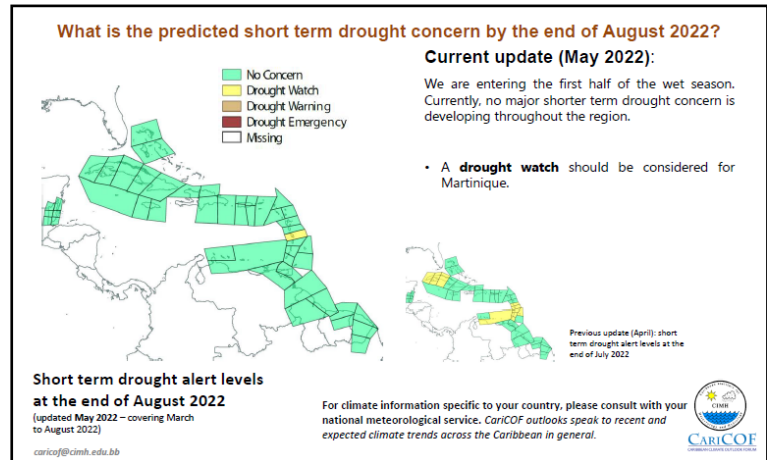 What is the predicted short term drought concern by the end of August 2022?
No Concern
Drought Watch
Drought Warning
Drought Emergency
Missing
Current update (May 2022):
We are entering the first half of the wet season.
Currently, no major shorter term drought concern is
developing throughout the region.
• A drought watch should be considered for
Martinique.
Previous update (April): short
term drought alert levels at the
end of July 2022
Short term drought alert levels
at the end of August 2022
(updated May 2022 – covering March
to August 2022)
caricof@cimh.edu.bb
For climate information specific to your country, please consult with your
national meteorological service. CariCOF outlooks speak to recent and
expected climate trends across the Caribbean in general.
CIMH
CARICOF
CARIBBEAN CLIMATE OUTLOOK FORUM